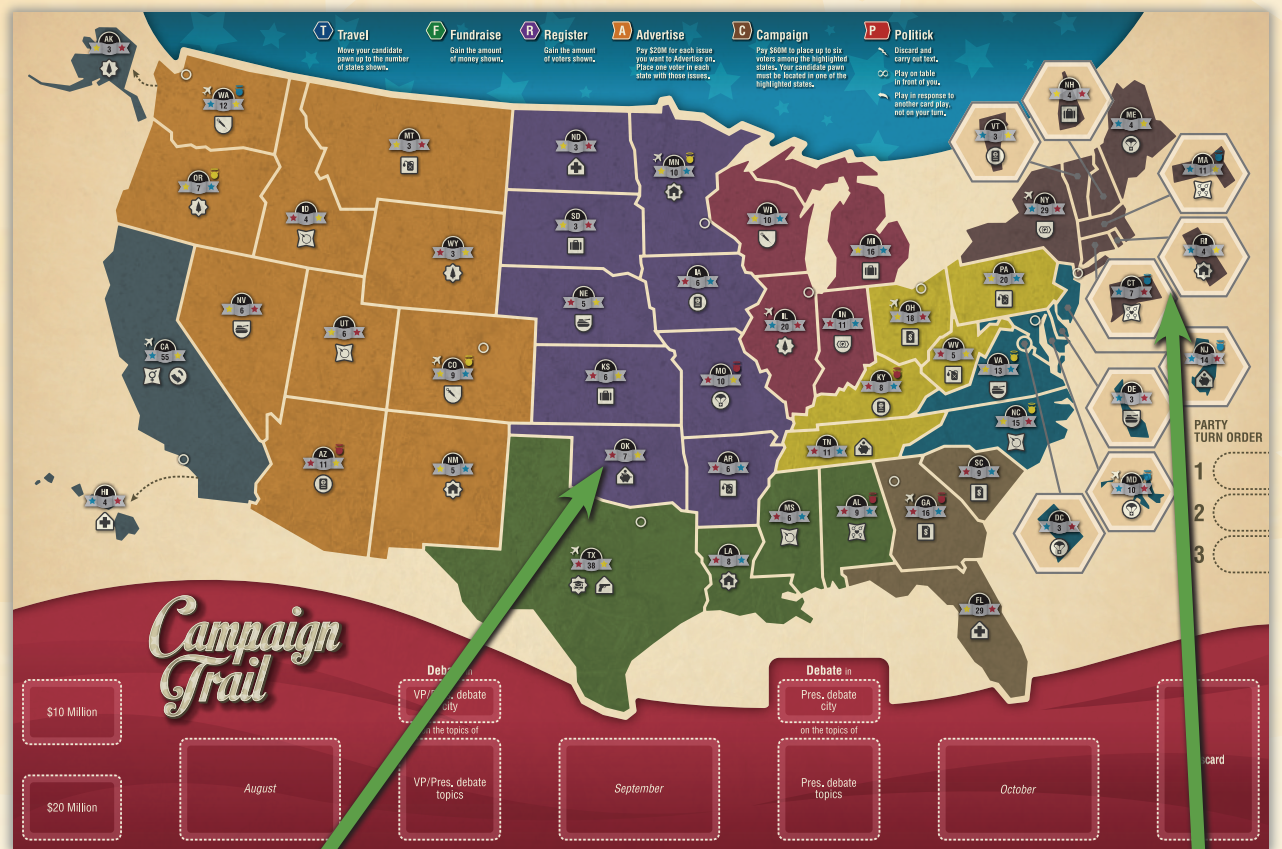 T Travel
Move your candidate
pawn up to the number
of states shown.
F Fundraise
Gain the amount
of money shown.
R Register
Gain the amount
of voters shown.
A Advertise
Pay $20M for each issue
you want to Advertise on.
Place one voter in each
state with those issues.
C Campaign
Pay $60M to place up to six
voters among the highlighted
states. Your candidate pawn
must be located in one of the
highlighted states.
P Politick
Discard and
carry out text.
∞ Play on table
in front of you.
Play in response to
another card play,
not on your turn.
AK
3
WA
12
OR
7
ID
4
MT
3
WY
3
NV
6
UT
6
CO
9
CA
55
AZ
11
NM
5
HI
4
ND
3
SD
3
NE
5
KS
6
OK
7
MN
10
IA
6
MO
10
AR
6
TX
38
LA
8
MS
6
AL
9
WI
10
MI
16
IL
20
IN
11
OH
18
PA
20
WV
5
KY
8
TN
11
VA
13
NC
15
SC
9
GA
16
FL
29
NY
29
VT
3
NH
4
ME
4
MA
11
RI
4
CT
7
NJ
14
DE
3
MD
10
DC
3
PARTY
TURN ORDER
1
2
3
Campaign
Trail
$10 Million
$20 Million
August
VP/Pres. debate
topics
September
Debate in
Pres. debate
city
on the topics of
Pres. debate
topics
October